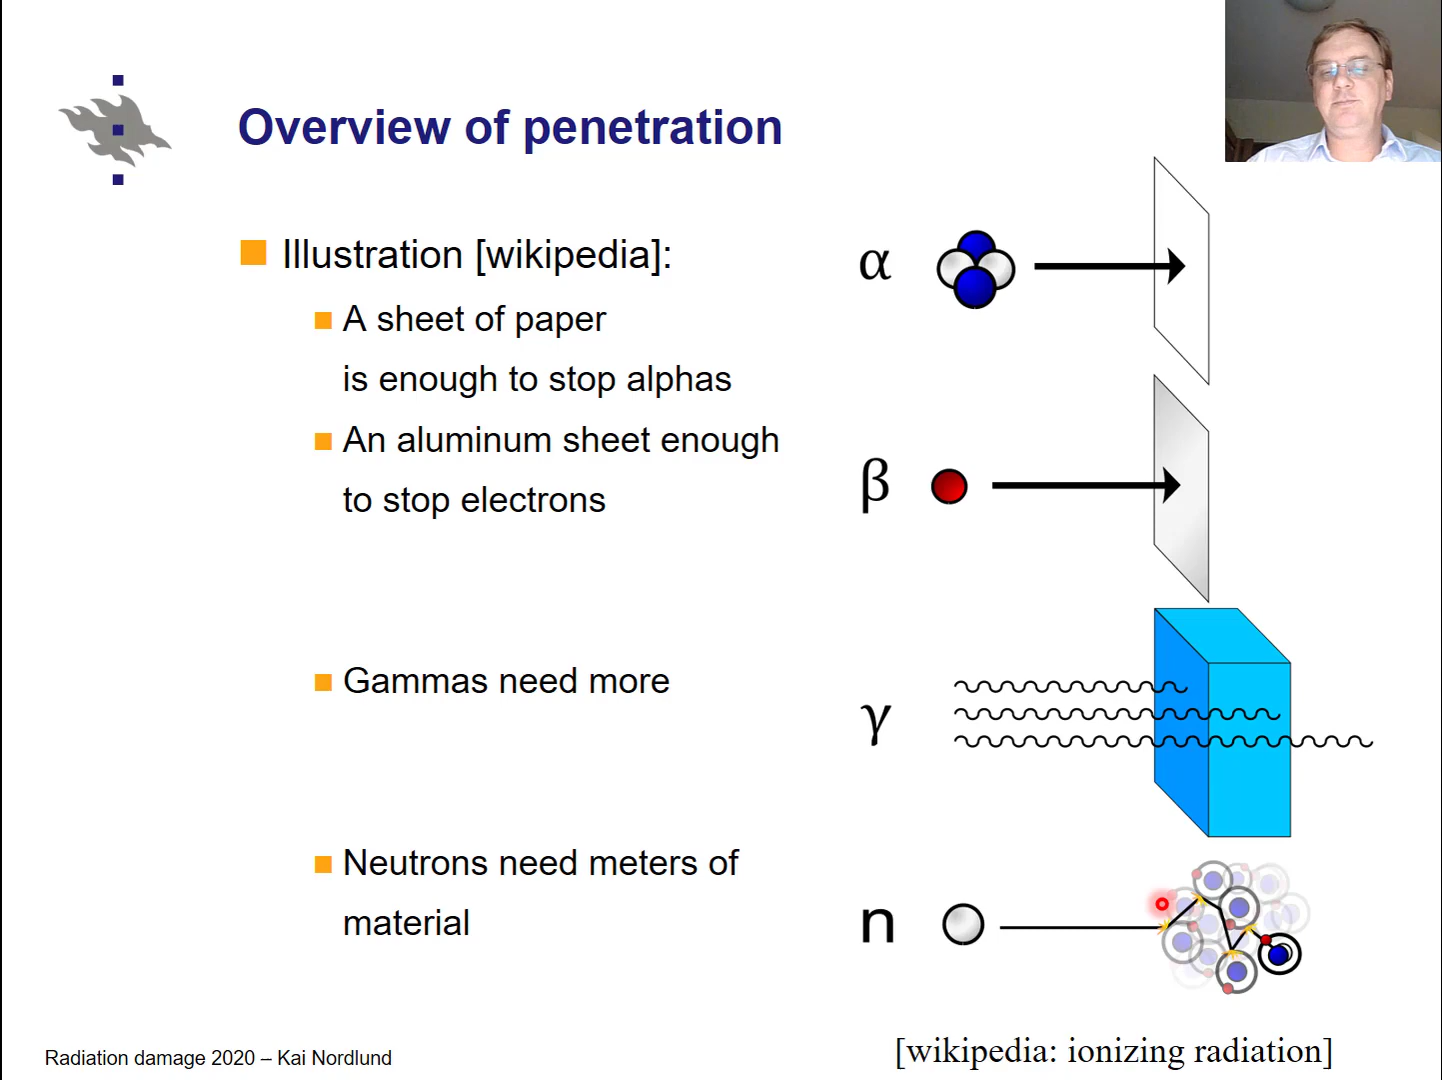 Overview of penetration
Illustration [wikipedia]:
A sheet of paper
is enough to stop alphas
An aluminum sheet enough
to stop electrons
Gammas need more
Neutrons need meters of
material
α
β
γ
n
Radiation damage 2020 – Kai Nordlund
[wikipedia: ionizing radiation]